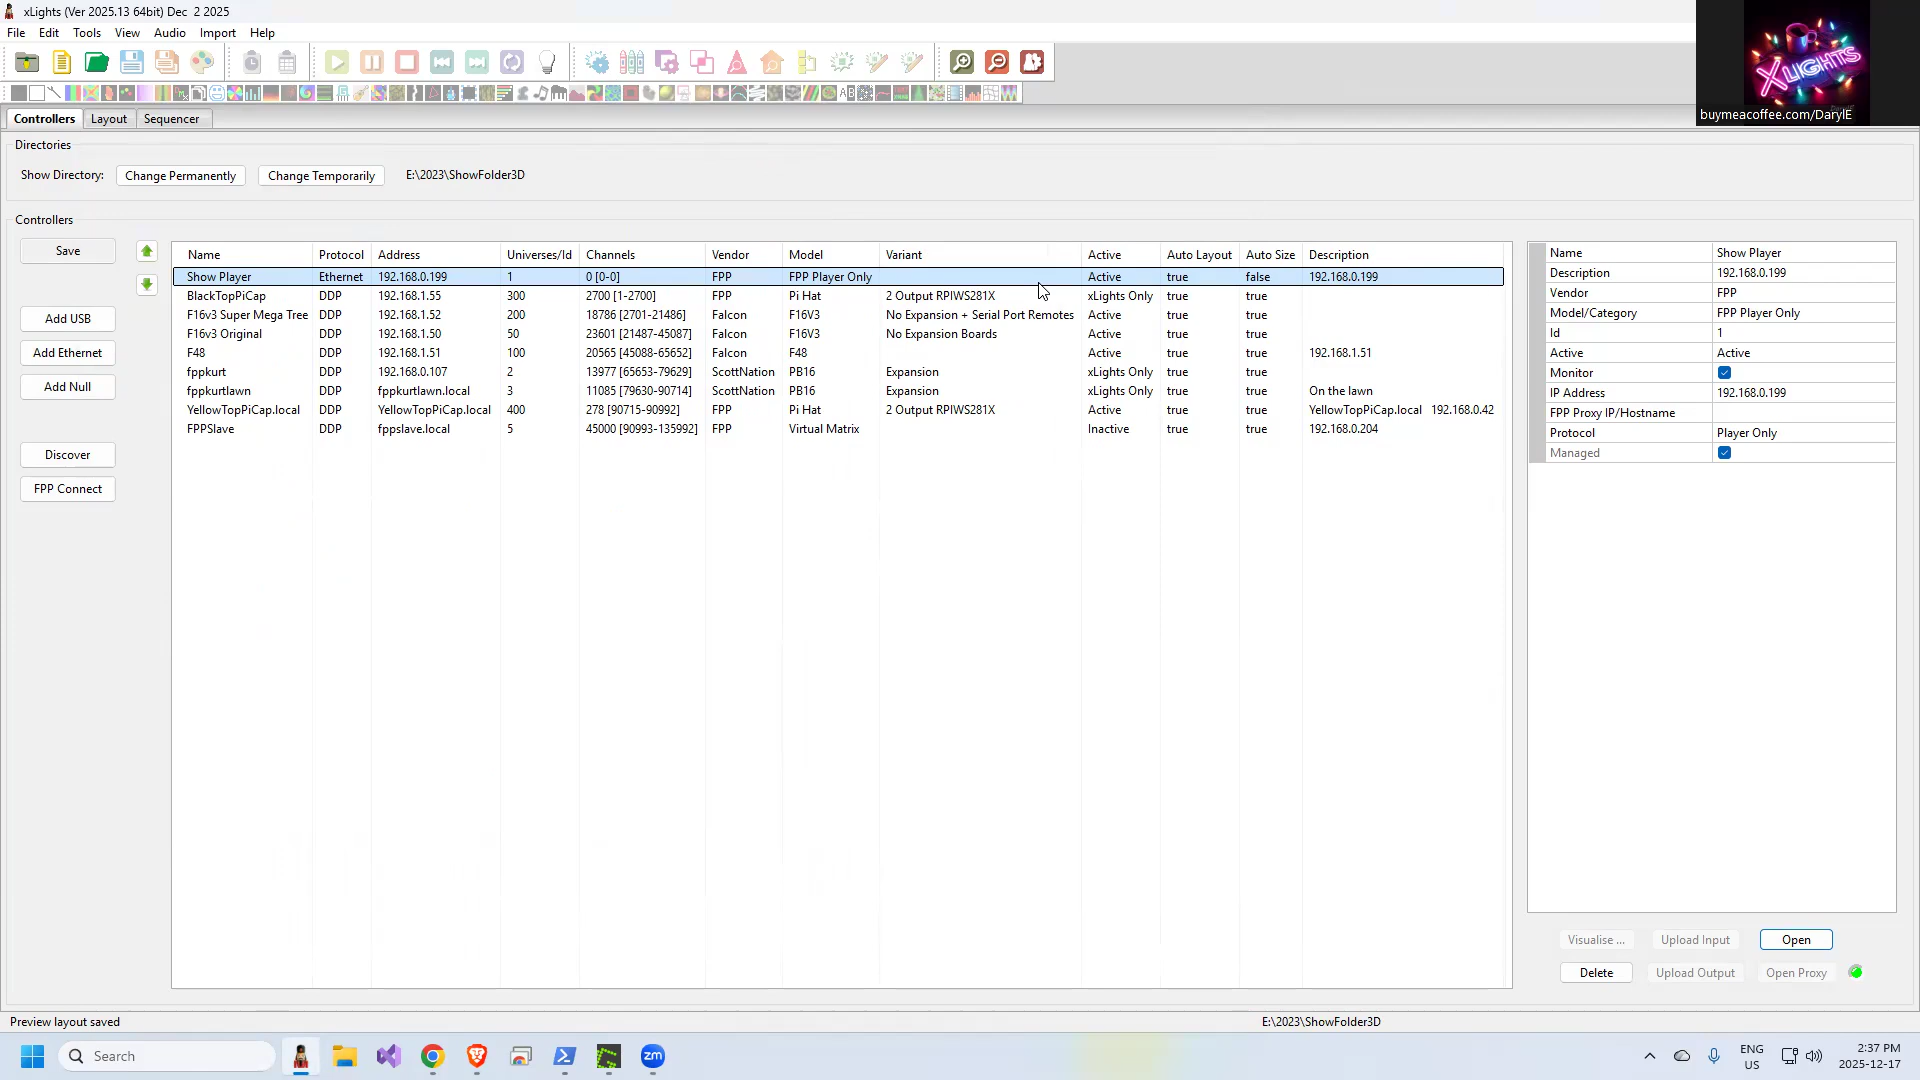 xLights (Ver 2025.13 64bit) Dec  2 2025
File Edit Tools View Audio Import Help
XLIGHTS
buymeacoffee.com/DarylE
Controllers Layout Sequencer
Directories
Show Directory: Change Permanently Change Temporarily E:\2023\ShowFolder3D
Controllers
Save
Add USB
Add Ethernet
Add Null
Discover
FPP Connect
Name Protocol Address Universes/Id Channels Vendor Model Variant Active Auto Layout Auto Size Description
Show Player Ethernet 192.168.0.199 1 0 [0-0] FPP FPP Player Only Active true false 192.168.0.199
BlackTopPiCap DDP 192.168.1.55 300 2700 [1-2700] FPP Pi Hat 2 Output RPIWS281X xLights Only true true
F16v3 Super Mega Tree DDP 192.168.1.52 200 18786 [2701-21486] Falcon F16V3 No Expansion + Serial Port Remotes Active true true
F16v3 Original DDP 192.168.1.50 50 23601 [21487-45087] Falcon F16V3 No Expansion Boards Active true true
F48 DDP 192.168.1.51 100 20565 [45088-65652] Falcon F48 Active true true 192.168.1.51
fppkurt DDP 192.168.0.107 2 13977 [65653-79629] ScottNation PB16 Expansion xLights Only true true
fppkurtlawn DDP fppkurtlawn.local 3 11085 [79630-90714] ScottNation PB16 Expansion xLights Only true true On the lawn
YellowTopPiCap.local DDP YellowTopPiCap.local 400 278 [90715-90992] FPP Pi Hat 2 Output RPIWS281X Active true true YellowTopPiCap.local 192.168.0.42
FPPSlave DDP fppslave.local 5 45000 [90993-135992] FPP Virtual Matrix Inactive true true 192.168.0.204
Name Show Player
Description 192.168.0.199
Vendor FPP
Model/Category FPP Player Only
Id 1
Active Active
Monitor
IP Address 192.168.0.199
FPP Proxy IP/Hostname
Protocol Player Only
Managed
Visualise ... Upload Input Open
Delete Upload Output Open Proxy
Preview layout saved E:\2023\ShowFolder3D
Search zm ENG US 2:37 PM 2025-12-17